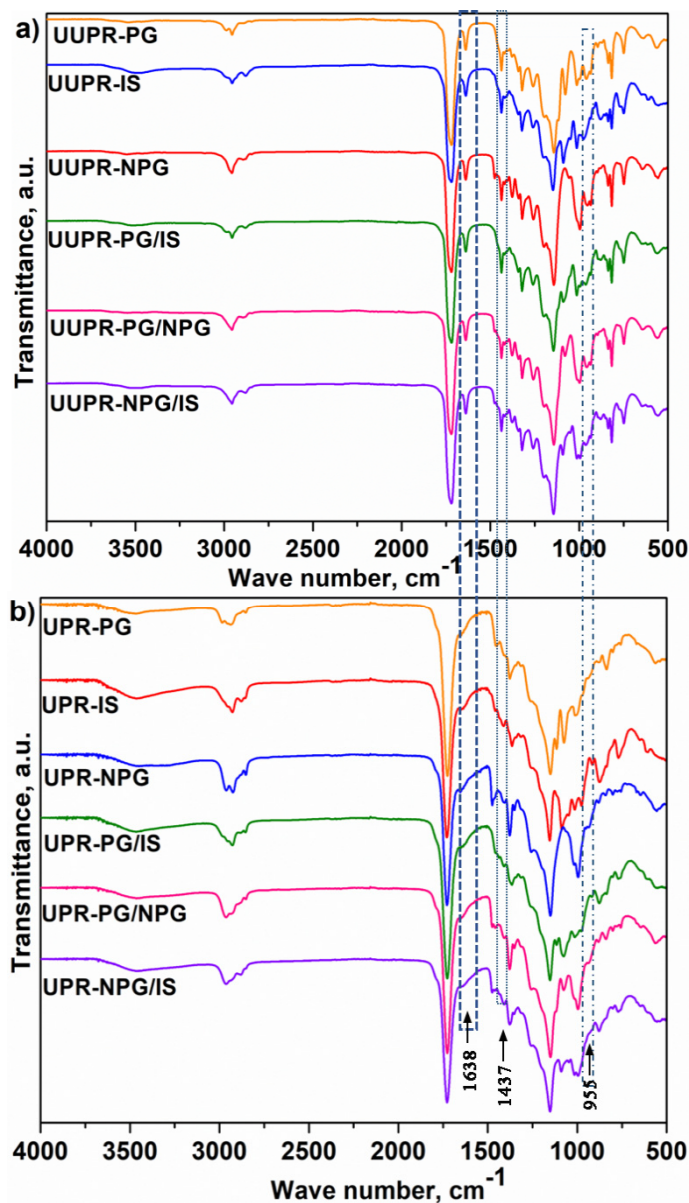 a)
UUPR-PG
UUPR-IS
UUPR-NPG
UUPR-PG/IS
UUPR-PG/NPG
UUPR-NPG/IS
Transmittance, a.u.
4000 3500 3000 2500 2000 1500 1000 500
Wave number, cm⁻¹
b)
UPR-PG
UPR-IS
UPR-NPG
UPR-PG/IS
UPR-PG/NPG
UPR-NPG/IS
1638
1437
955
Transmittance, a.u.
4000 3500 3000 2500 2000 1500 1000 500
Wave number, cm⁻¹